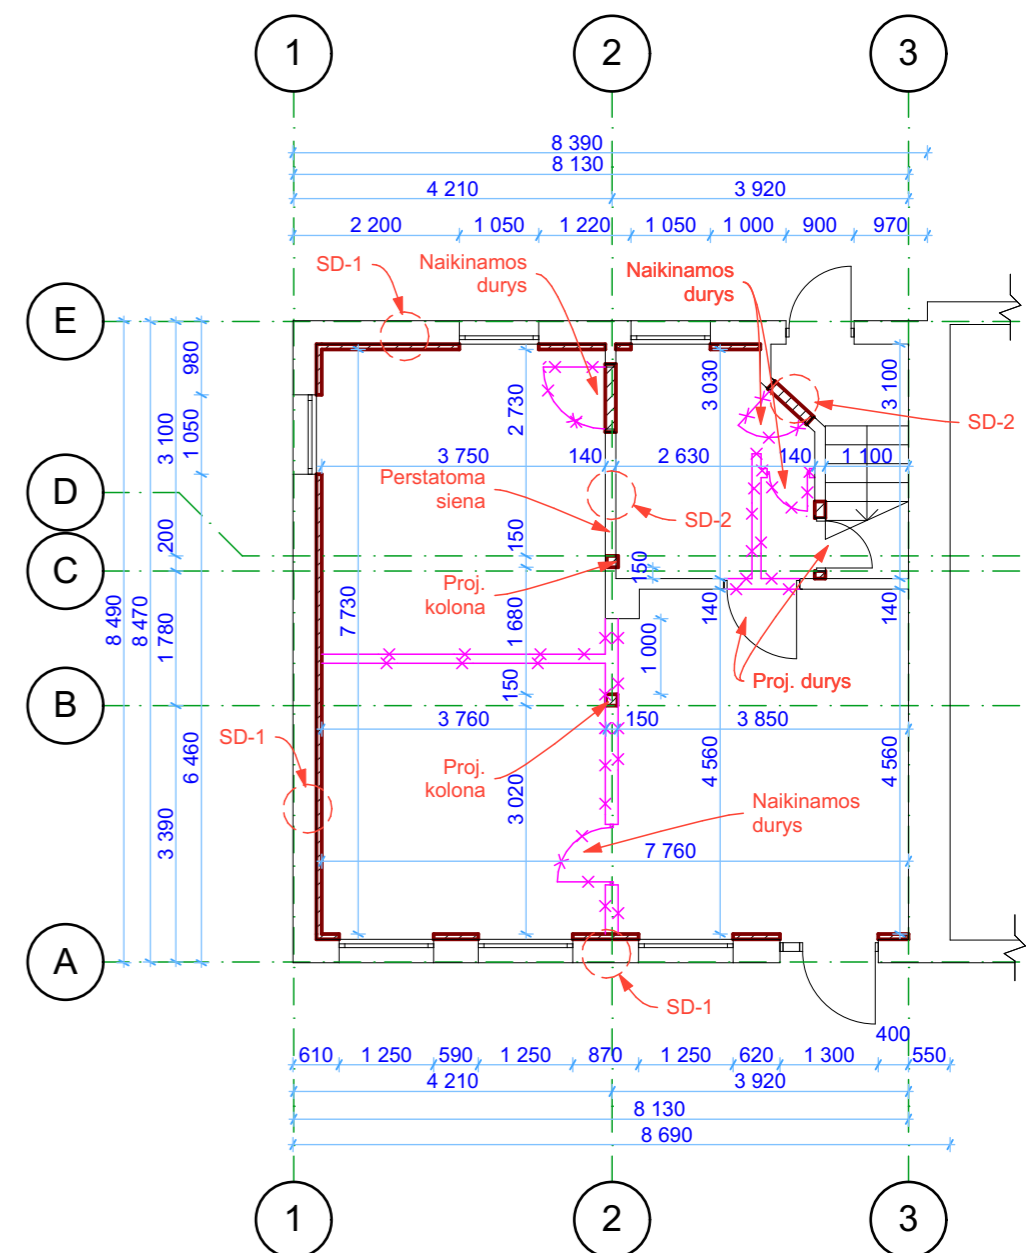 1 2 3
8 390
8 130
4 210 3 920
2 200 1 050 1 220 1 050 1 000 900 970
SD-1
Naikinamos
durys
Naikinamos
durys
E
980
3 100
1 050
2 730
3 030
3 100
SD-2
3 750 140 2 630 140 1 100
Perstatoma
siena
D
SD-2
200
150
C
Proj.
kolona
150
8 490
8 470
1 780
7 730
1 680
140
140
1 000
150
Proj. durys
B
3 760 150 3 850
SD-1
6 460
Proj.
kolona
3 020
4 560
4 560
Naikinamos
durys
3 390
7 760
A
SD-1
400
610 1 250 590 1 250 870 1 250 620 1 300 550
4 210 3 920
8 130
8 690
1 2 3